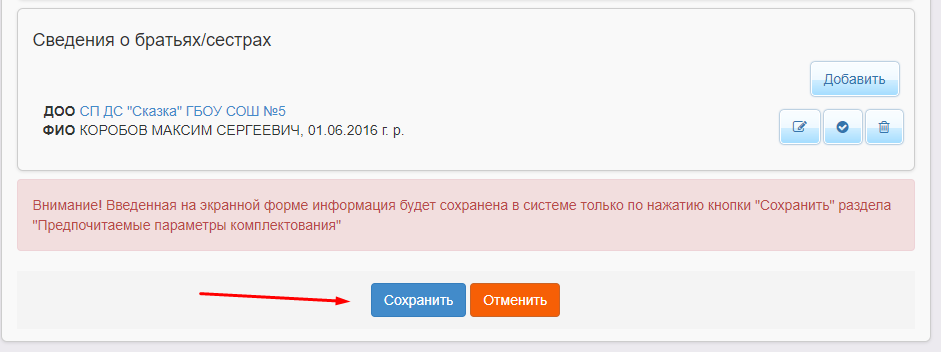 Сведения о братьях/сестрах
Добавить
ДОО СП ДС "Сказка" ГБОУ СОШ №5
ФИО КОРОБОВ МАКСИМ СЕРГЕЕВИЧ, 01.06.2016 г. р.
Внимание! Введенная на экранной форме информация будет сохранена в системе только по нажатию кнопки "Сохранить" раздела
"Предпочитаемые параметры комплектования"
Сохранить Отменить